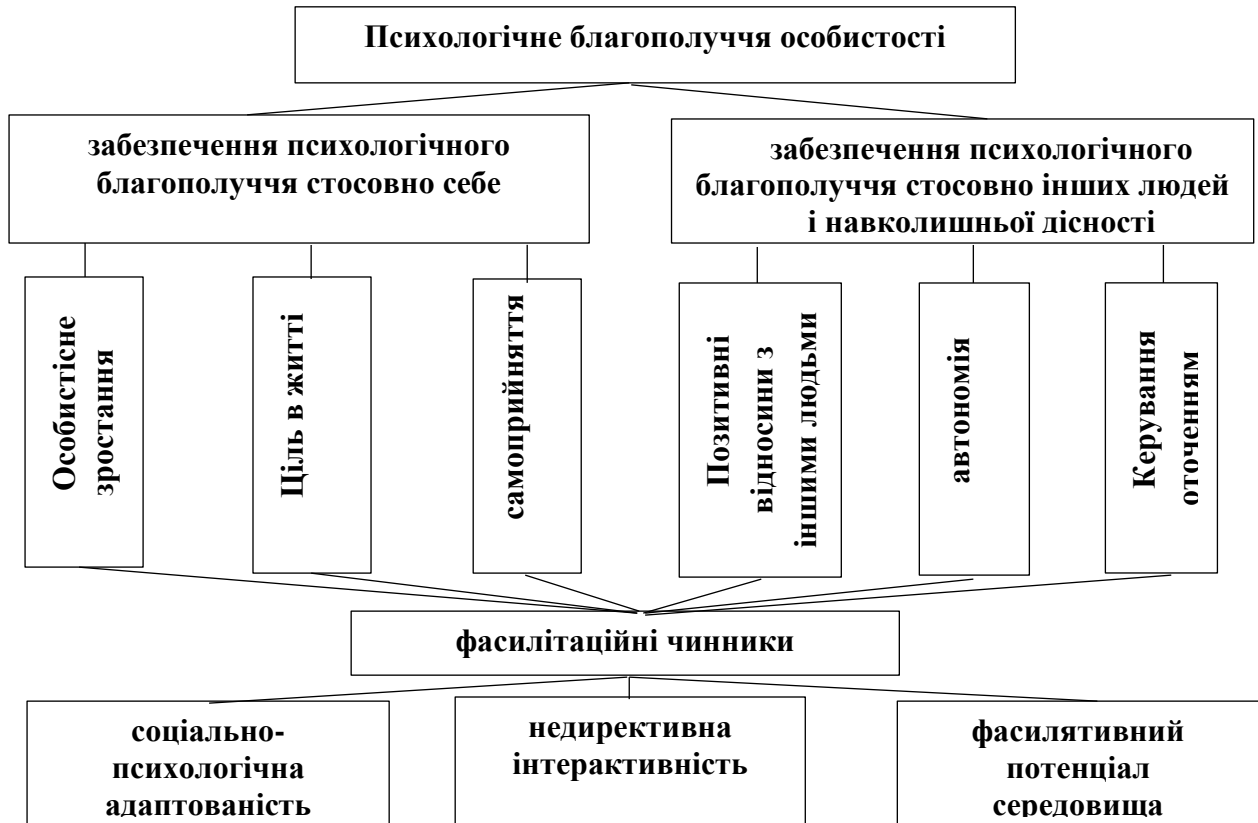 Психологічне благополуччя особистості
забезпечення психологічного
благополуччя стосовно себе
забезпечення психологічного
благополуччя стосовно інших людей
і навколишньої дісності
Особистісне
зростання
Ціль в житті
самоприйняття
Позитивні
відносини з
іншими людьми
автономія
Керування
оточенням
фасилітаційні чинники
соціально-
психологічна
адаптованість
недирективна
інтерактивність
фасилятивний
потенціал
середовища